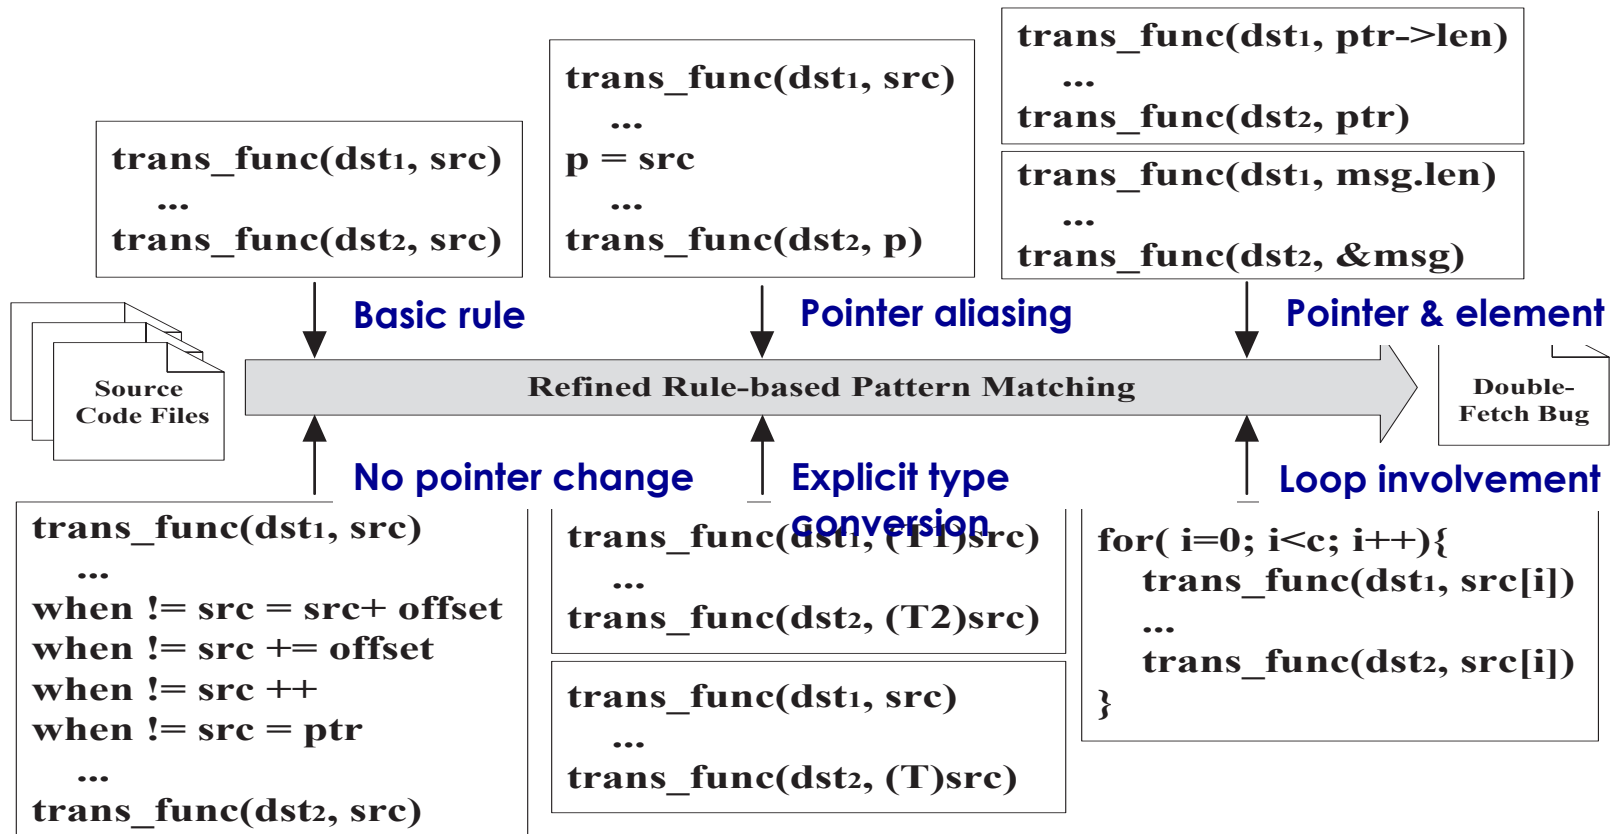 trans_func(dst1, src)
...
trans_func(dst2, src)
trans_func(dst1, src)
...
p = src
...
trans_func(dst2, p)
trans_func(dst1, ptr->len)
...
trans_func(dst2, ptr)
trans_func(dst1, msg.len)
...
trans_func(dst2, &msg)
Basic rule
Pointer aliasing
Pointer & element
Source
Code Files
Refined Rule-based Pattern Matching
Double-
Fetch Bug
No pointer change
Explicit type
conversion
Loop involvement
trans_func(dst1, src)
...
when != src = src+ offset
when != src += offset
when != src ++
when != src = ptr
...
trans_func(dst2, src)
trans_func(dst1, (T1)src)
...
trans_func(dst2, (T2)src)
trans_func(dst1, src)
...
trans_func(dst2, (T)src)
for( i=0; i<c; i++){
trans_func(dst1, src[i])
...
trans_func(dst2, src[i])
}